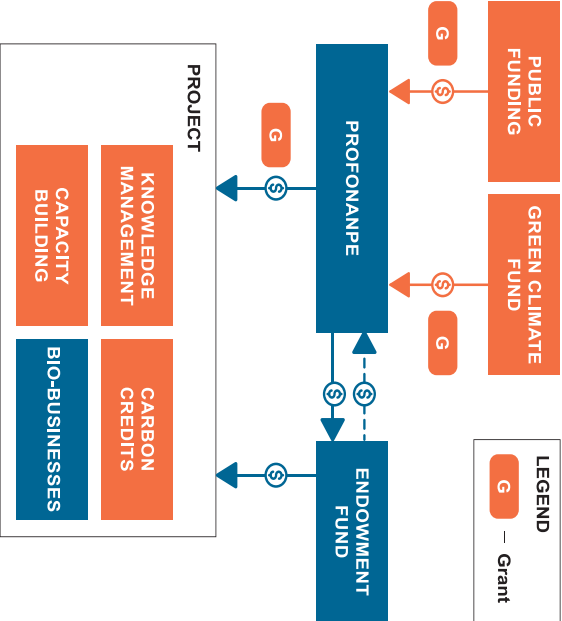 PUBLIC
FUNDING
GREEN CLIMATE
FUND
G
$
$
G
PROFONANPE
G
$
$
$
ENDOWMENT
FUND
$
PROJECT
KNOWLEDGE
MANAGEMENT
CARBON
CREDITS
CAPACITY
BUILDING
BIO-BUSINESSES
LEGEND
G – Grant